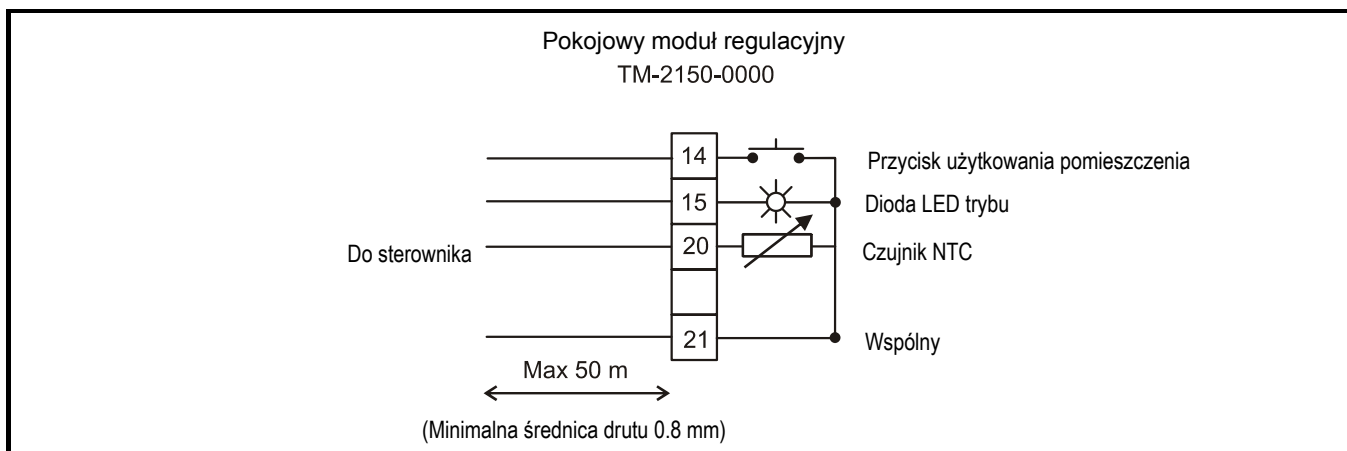 Pokojowy moduł regulacyjny
TM-2150-0000
14
Przycisk użytkowania pomieszczenia
15
Dioda LED trybu
Do sterownika
20
Czujnik NTC
21
Wspólny
Max 50 m
(Minimalna średnica drutu 0.8 mm)